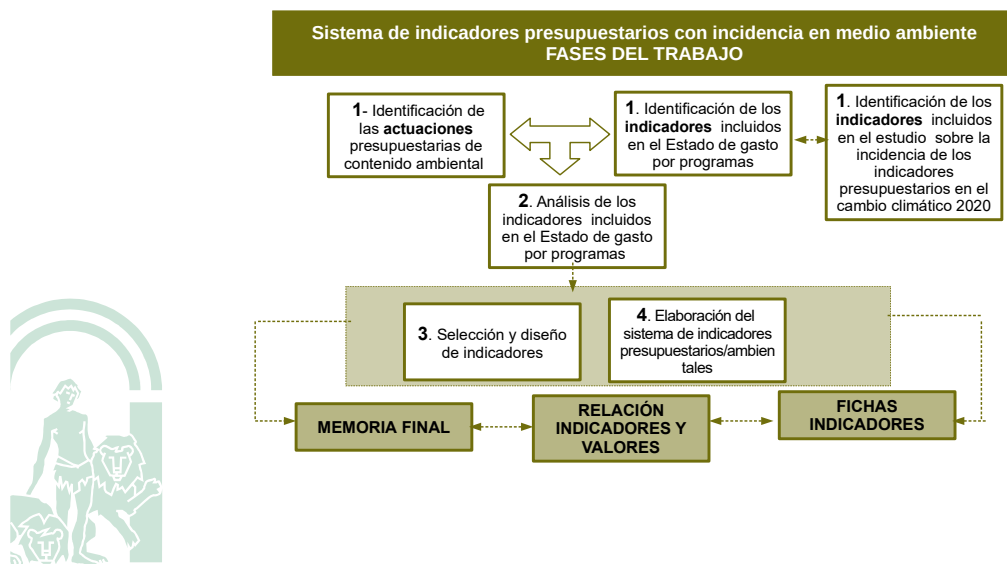 Sistema de indicadores presupuestarios con incidencia en medio ambiente
FASES DEL TRABAJO
1- Identificación de
las actuaciones
presupuestarias de
contenido ambiental
1. Identificación de los
indicadores incluidos
en el Estado de gasto
por programas
1. Identificación de los
indicadores incluidos
en el estudio sobre la
incidencia de los
indicadores
presupuestarios en el
cambio climático 2020
2. Análisis de los
indicadores incluidos
en el Estado de gasto
por programas
3. Selección y diseño
de indicadores
4. Elaboración del
sistema de indicadores
presupuestarios/ambien
tales
MEMORIA FINAL
RELACIÓN
INDICADORES Y
VALORES
FICHAS
INDICADORES